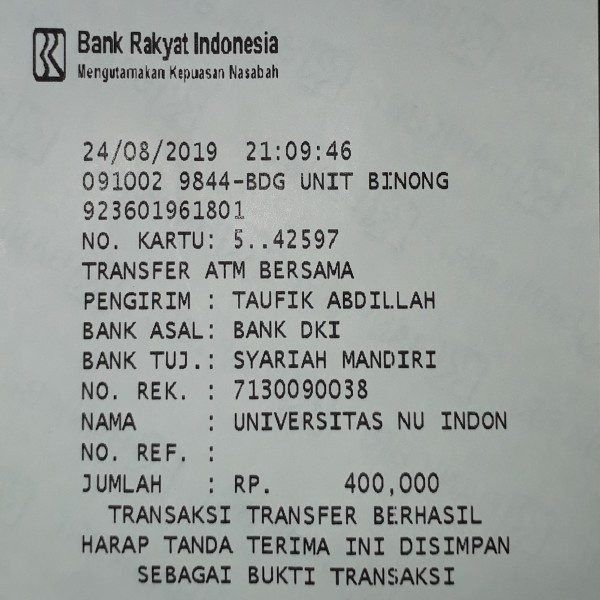 Bank Rakyat Indonesia
Mengutamakan Kepuasan Nasabah
24/08/2019 21:09:46
091002 9844-BDG UNIT BINONG
923601961801
NO. KARTU: 5..42597
TRANSFER ATM BERSAMA
PENGIRIM : TAUFIK ABDILLAH
BANK ASAL: BANK DKI
BANK TUJ.: SYARIAH MANDIRI
NO. REK. : 7130090038
NAMA : UNIVERSITAS NU INDON
NO. REF. :
JUMLAH : RP. 400,000
TRANSAKSI TRANSFER BERHASIL
HARAP TANDA TERIMA INI DISIMPAN
SEBAGAI BUKTI TRANSAKSI